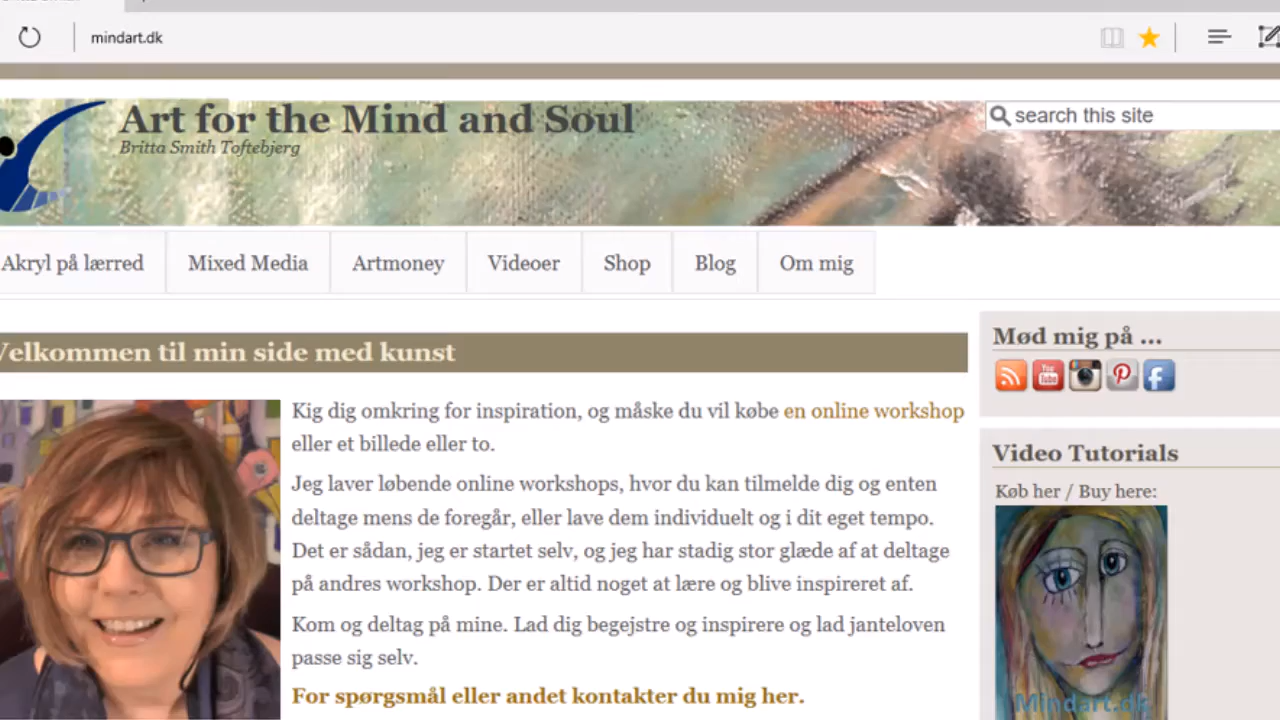 mindart.dk
Art for the Mind and Soul
Britta Smith Toftebjerg
search this site
Akryl på lærred
Mixed Media
Artmoney
Videoer
Shop
Blog
Om mig
Velkommen til min side med kunst
Kig dig omkring for inspiration, og måske du vil købe en online workshop
eller et billede eller to.
Jeg laver løbende online workshops, hvor du kan tilmelde dig og enten
deltage mens de foregår, eller lave dem individuelt og i dit eget tempo.
Det er sådan, jeg er startet selv, og jeg har stadig stor glæde af at deltage
på andres workshop. Der er altid noget at lære og blive inspireret af.
Kom og deltag på mine. Lad dig begejstre og inspirere og lad janteloven
passe sig selv.
For spørgsmål eller andet kontakter du mig her.
Mød mig på ...
You
Tube
Video Tutorials
Køb her / Buy here:
Mindart.dk